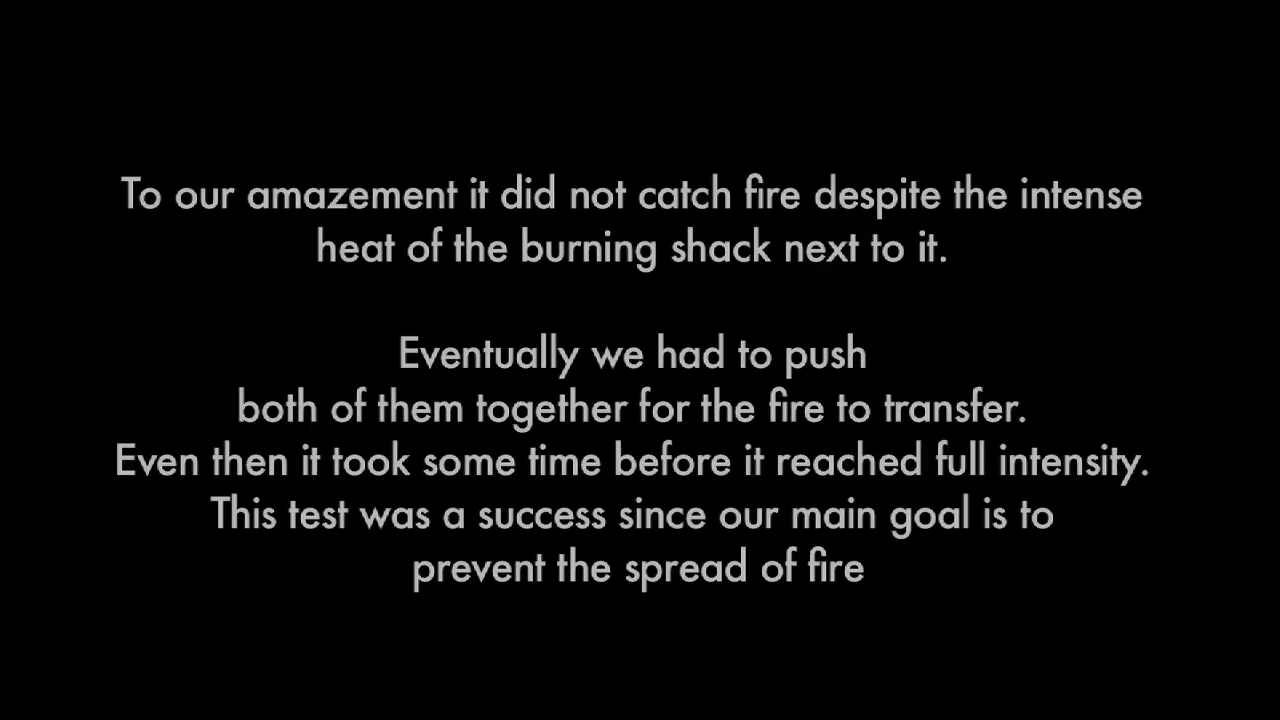 To our amazement it did not catch fire despite the intense
heat of the burning shack next to it.
Eventually we had to push
both of them together for the fire to transfer.
Even then it took some time before it reached full intensity.
This test was a success since our main goal is to
prevent the spread of fire